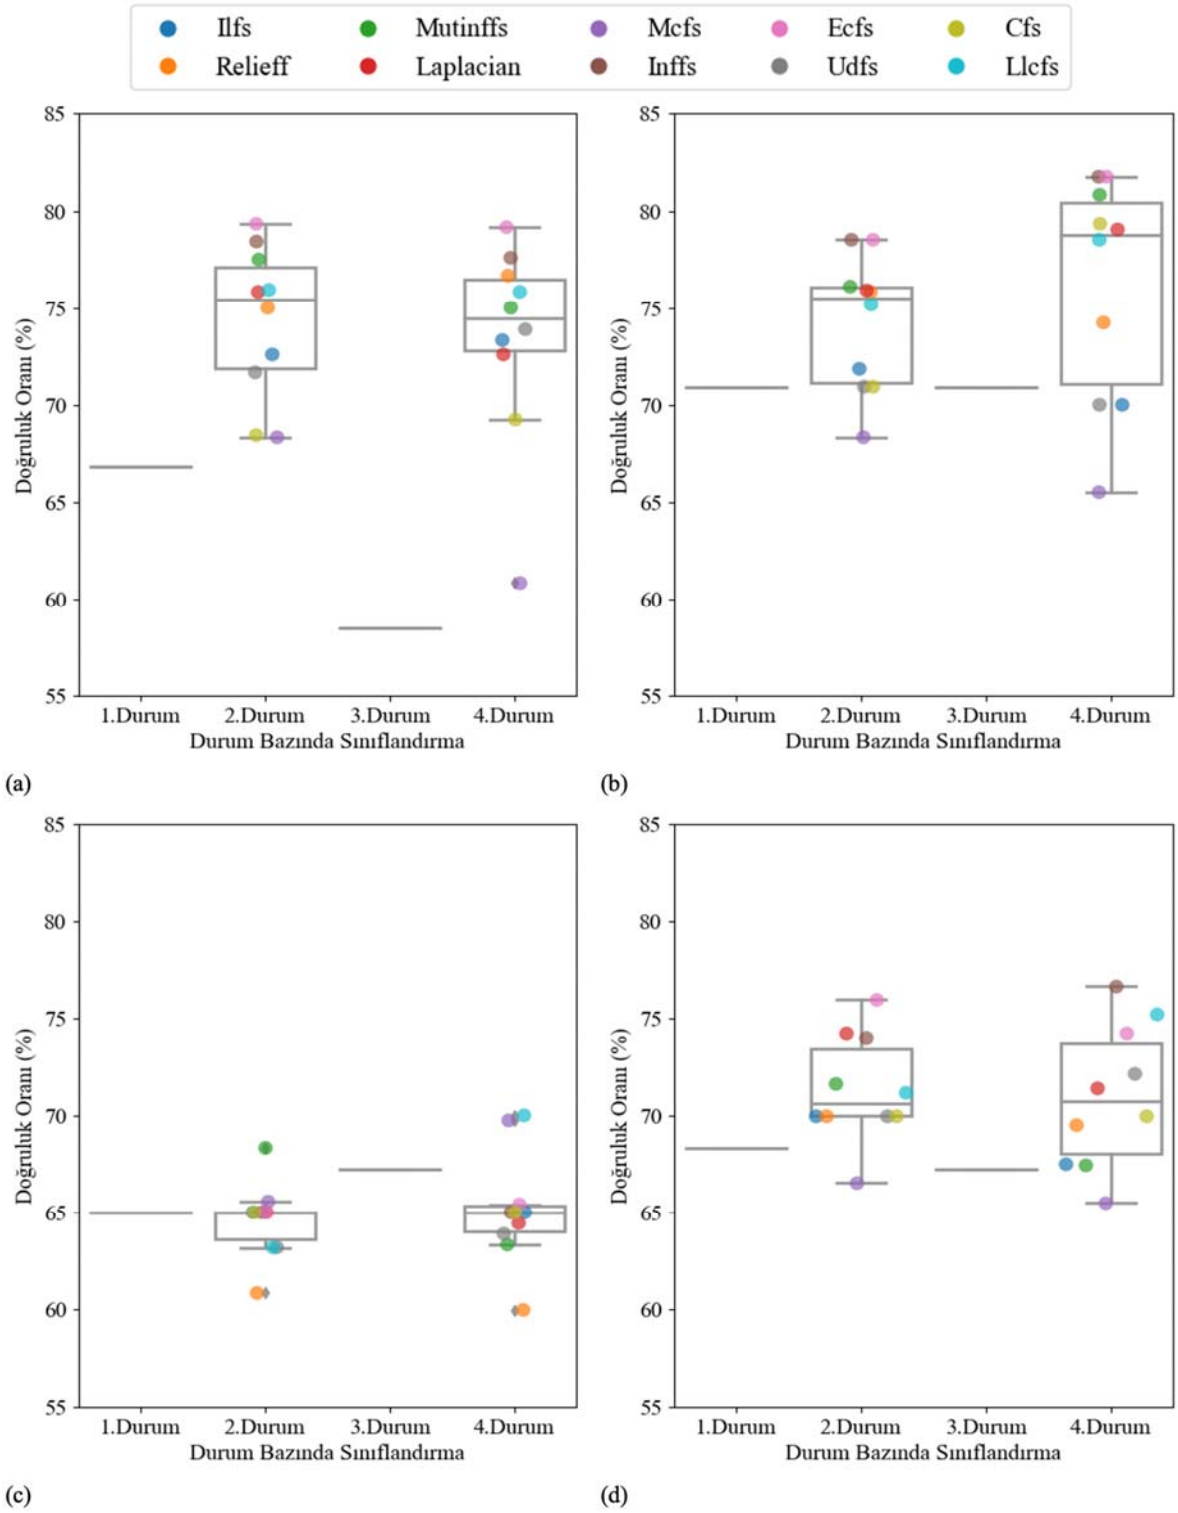 Ilfs Mutinffs Mcfs Ecfs Cfs
Relieff Laplacian Inffs Udfs Llcfs
85
80
75
70
65
60
55
Doğruluk Oranı (%)
1.Durum 2.Durum 3.Durum 4.Durum
Durum Bazında Sınıflandırma
(a)
85
80
75
70
65
60
55
Doğruluk Oranı (%)
1.Durum 2.Durum 3.Durum 4.Durum
Durum Bazında Sınıflandırma
(b)
85
80
75
70
65
60
55
Doğruluk Oranı (%)
1.Durum 2.Durum 3.Durum 4.Durum
Durum Bazında Sınıflandırma
(c)
85
80
75
70
65
60
55
Doğruluk Oranı (%)
1.Durum 2.Durum 3.Durum 4.Durum
Durum Bazında Sınıflandırma
(d)